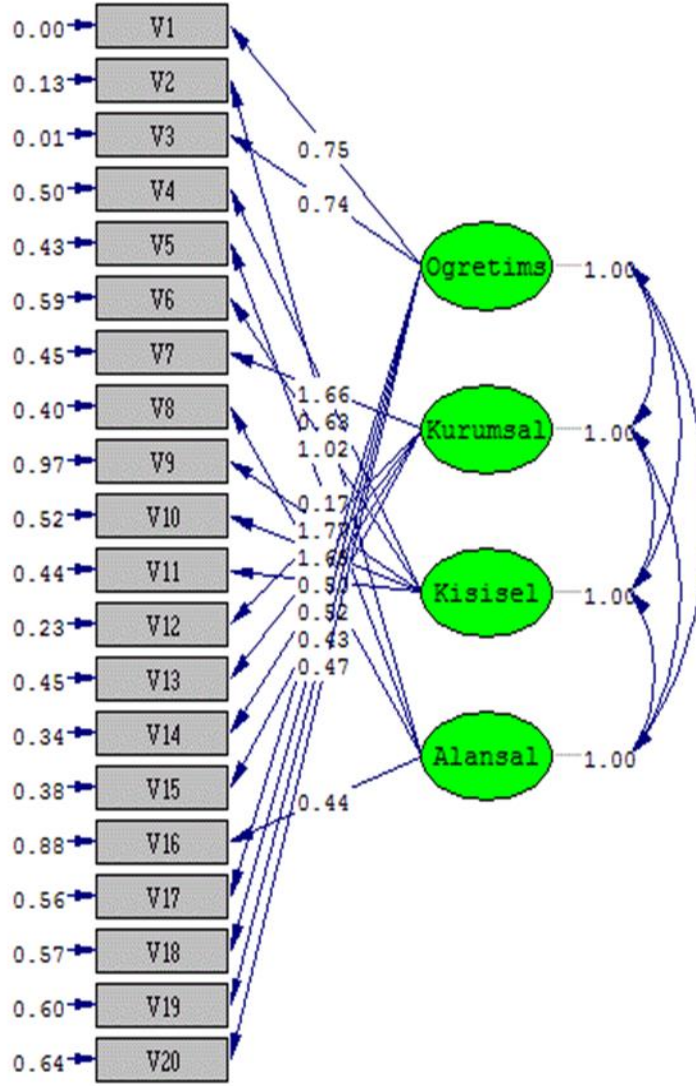 0.00 V1
0.13 V2
0.01 V3
0.75
0.50 V4
0.74
0.43 V5
Ogretims 1.00
0.59 V6
0.45 V7
1.66
0.40 V8
0.68
Kurumsal 1.00
1.02
0.97 V9
0.17
0.52 V10
1.77
0.44 V11
Kisisel 1.00
0.52
0.23 V12
0.43
0.45 V13
0.47
0.34 V14
Alansal 1.00
0.38 V15
0.44
0.88 V16
0.56 V17
0.57 V18
0.60 V19
0.64 V20